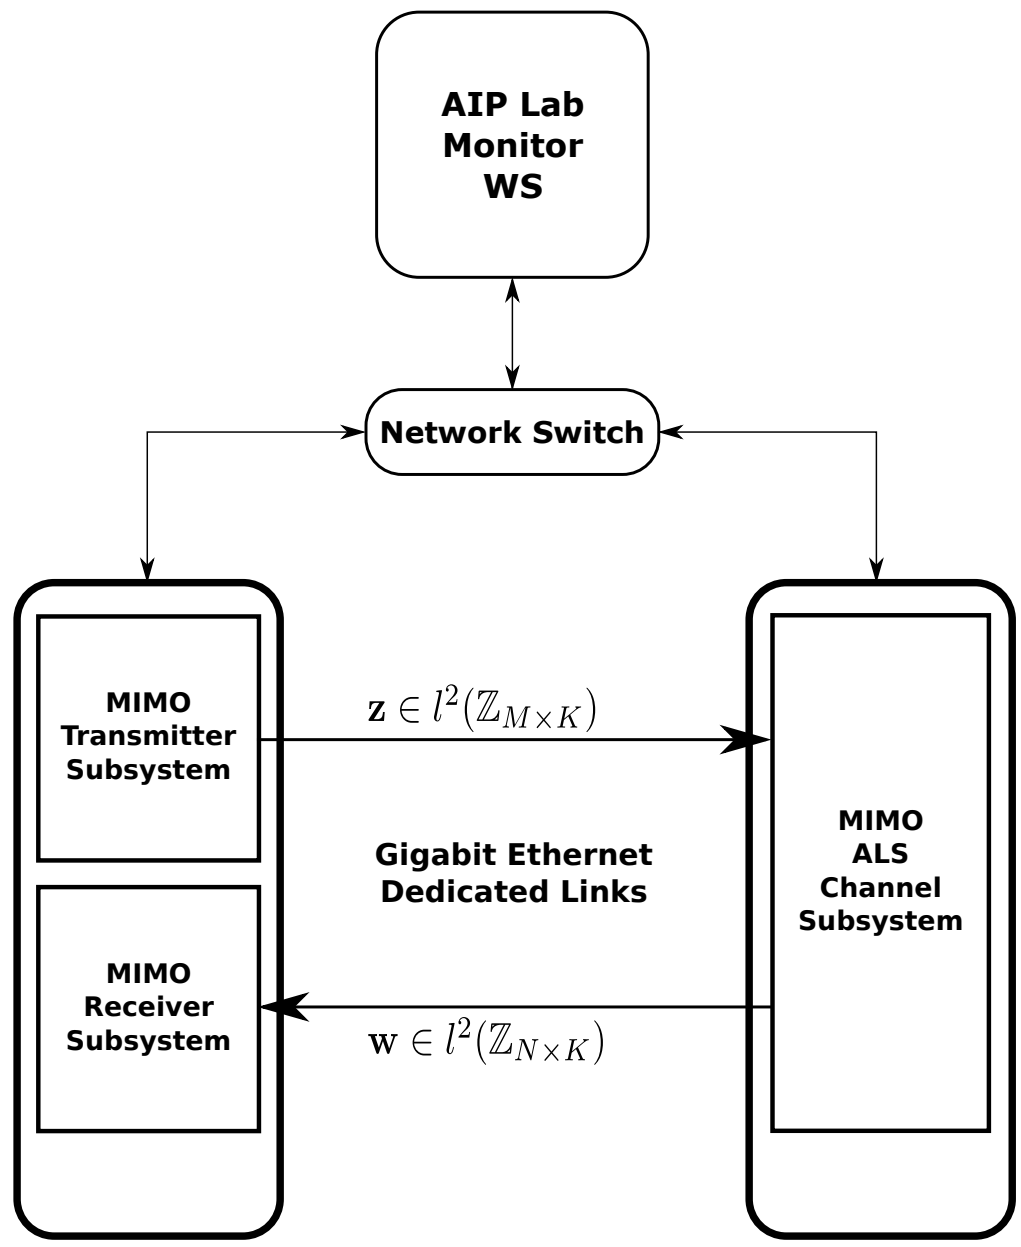 AIP Lab
Monitor
WS
Network Switch
MIMO
Transmitter
Subsystem
𝐳 ∈ l²(ℤ_{M×K})
Gigabit Ethernet
Dedicated Links
MIMO
ALS
Channel
Subsystem
MIMO
Receiver
Subsystem
𝐰 ∈ l²(ℤ_{N×K})